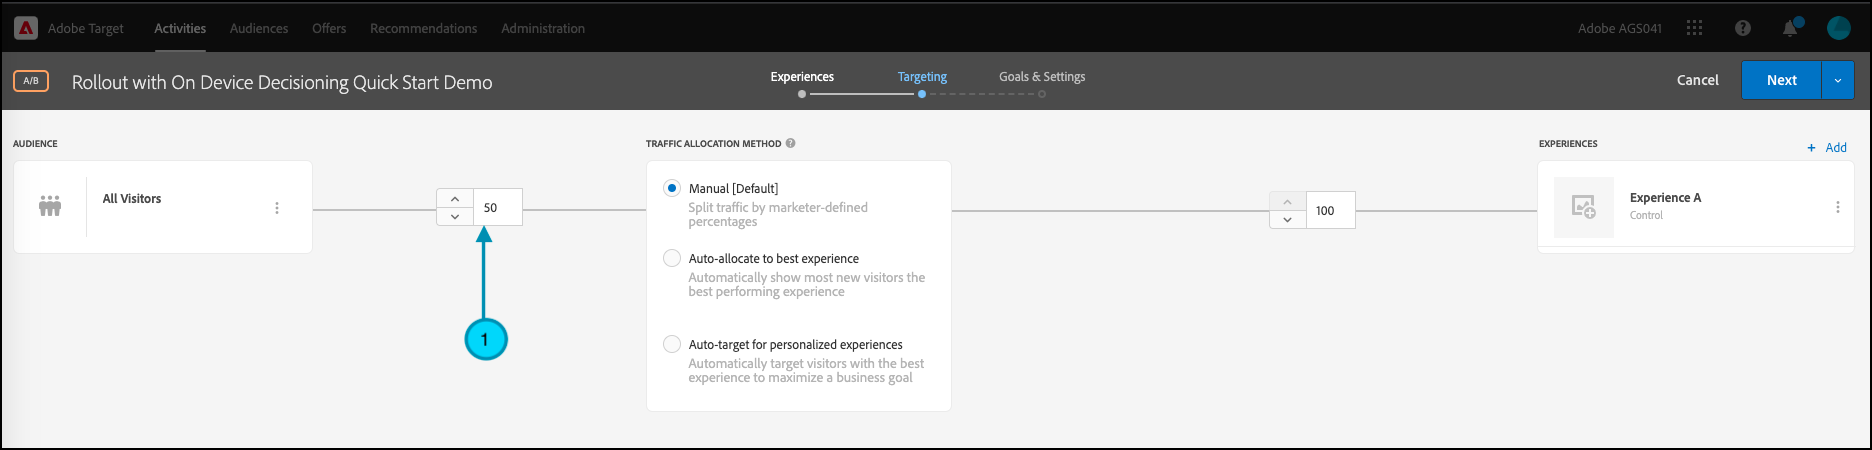 Adobe Target Activities Audiences Offers Recommendations Administration Adobe AGS041
A/B Rollout with On Device Decisioning Quick Start Demo Experiences Targeting Goals & Settings Cancel Next
AUDIENCE TRAFFIC ALLOCATION METHOD ? EXPERIENCES + Add
All Visitors
50
Manual [Default]
Split traffic by marketer-defined
percentages
Auto-allocate to best experience
Automatically show most new visitors the
best performing experience
Auto-target for personalized experiences
Automatically target visitors with the best
experience to maximize a business goal
100
Experience A
Control
1